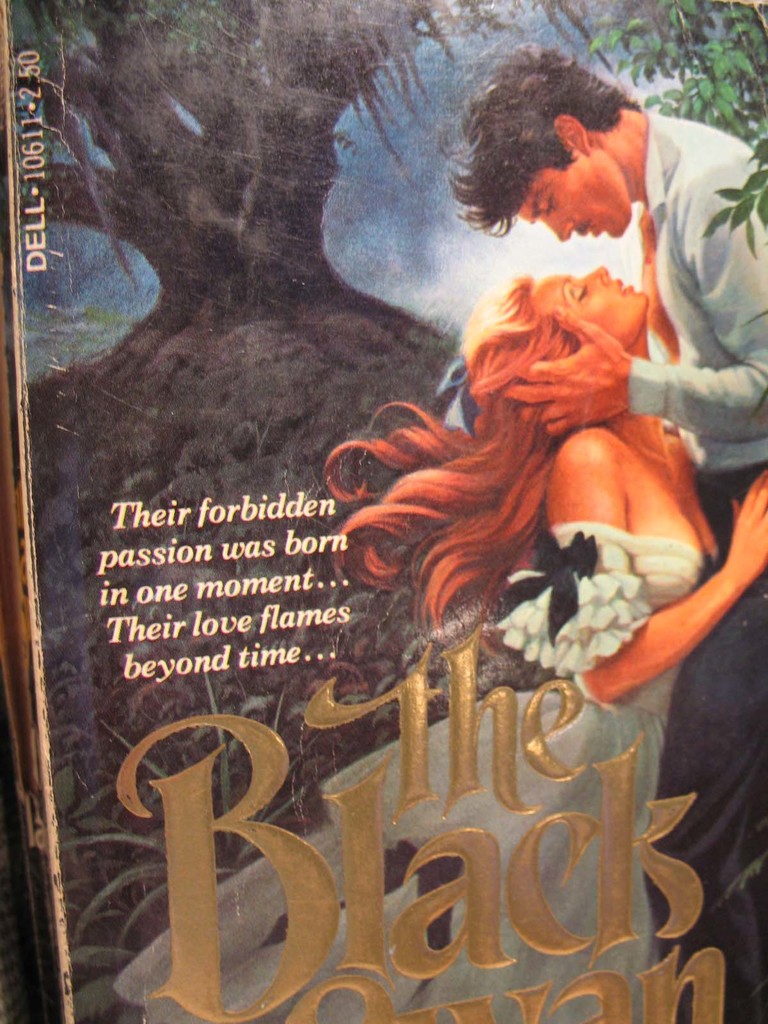 DELL • 10611 • 2.50
Their forbidden
passion was born
in one moment...
Their love flames
beyond time...
the
Black
Swan